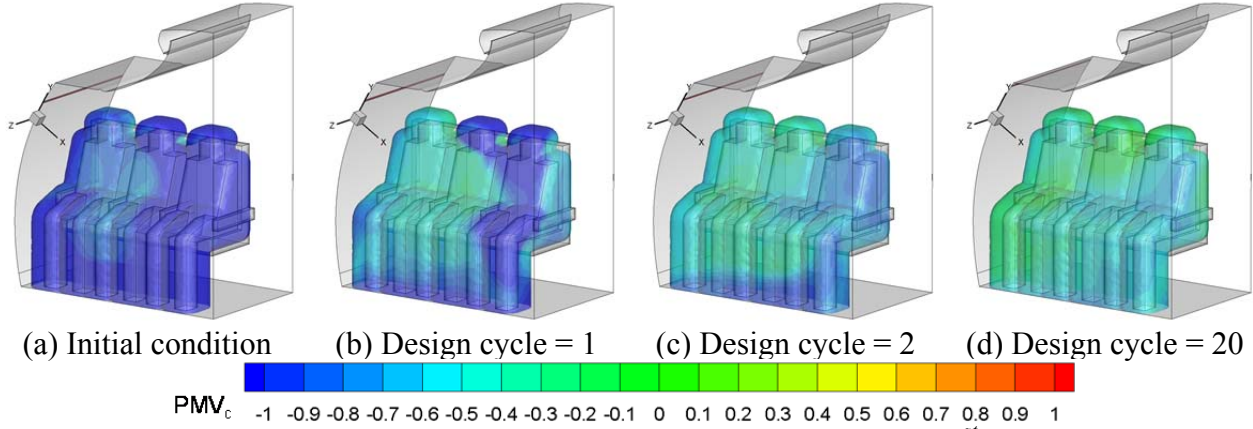 Y Y Y Y
Z Z Z Z
X X X X
(a) Initial condition (b) Design cycle = 1 (c) Design cycle = 2 (d) Design cycle = 20
PMVc -1 -0.9 -0.8 -0.7 -0.6 -0.5 -0.4 -0.3 -0.2 -0.1 0 0.1 0.2 0.3 0.4 0.5 0.6 0.7 0.8 0.9 1